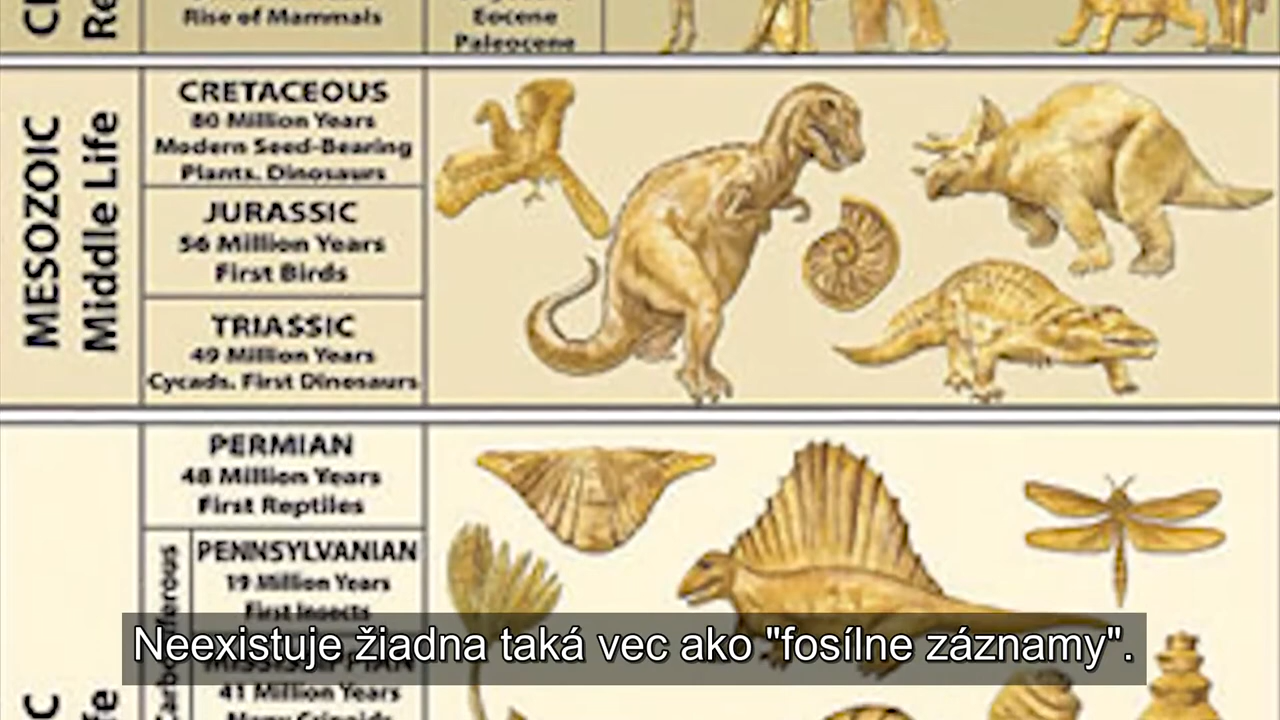 Rise of Mammals
Eocene
Paleocene
MESOZOIC
Middle Life
CRETACEOUS
80 Million Years
Modern Seed-Bearing
Plants. Dinosaurs
JURASSIC
56 Million Years
First Birds
TRIASSIC
49 Million Years
Cycads. First Dinosaurs
PERMIAN
48 Million Years
First Reptiles
PENNSYLVANIAN
19 Million Years
First Insects
41 Million Years
Neexistuje žiadna taká vec ako "fosílne záznamy".